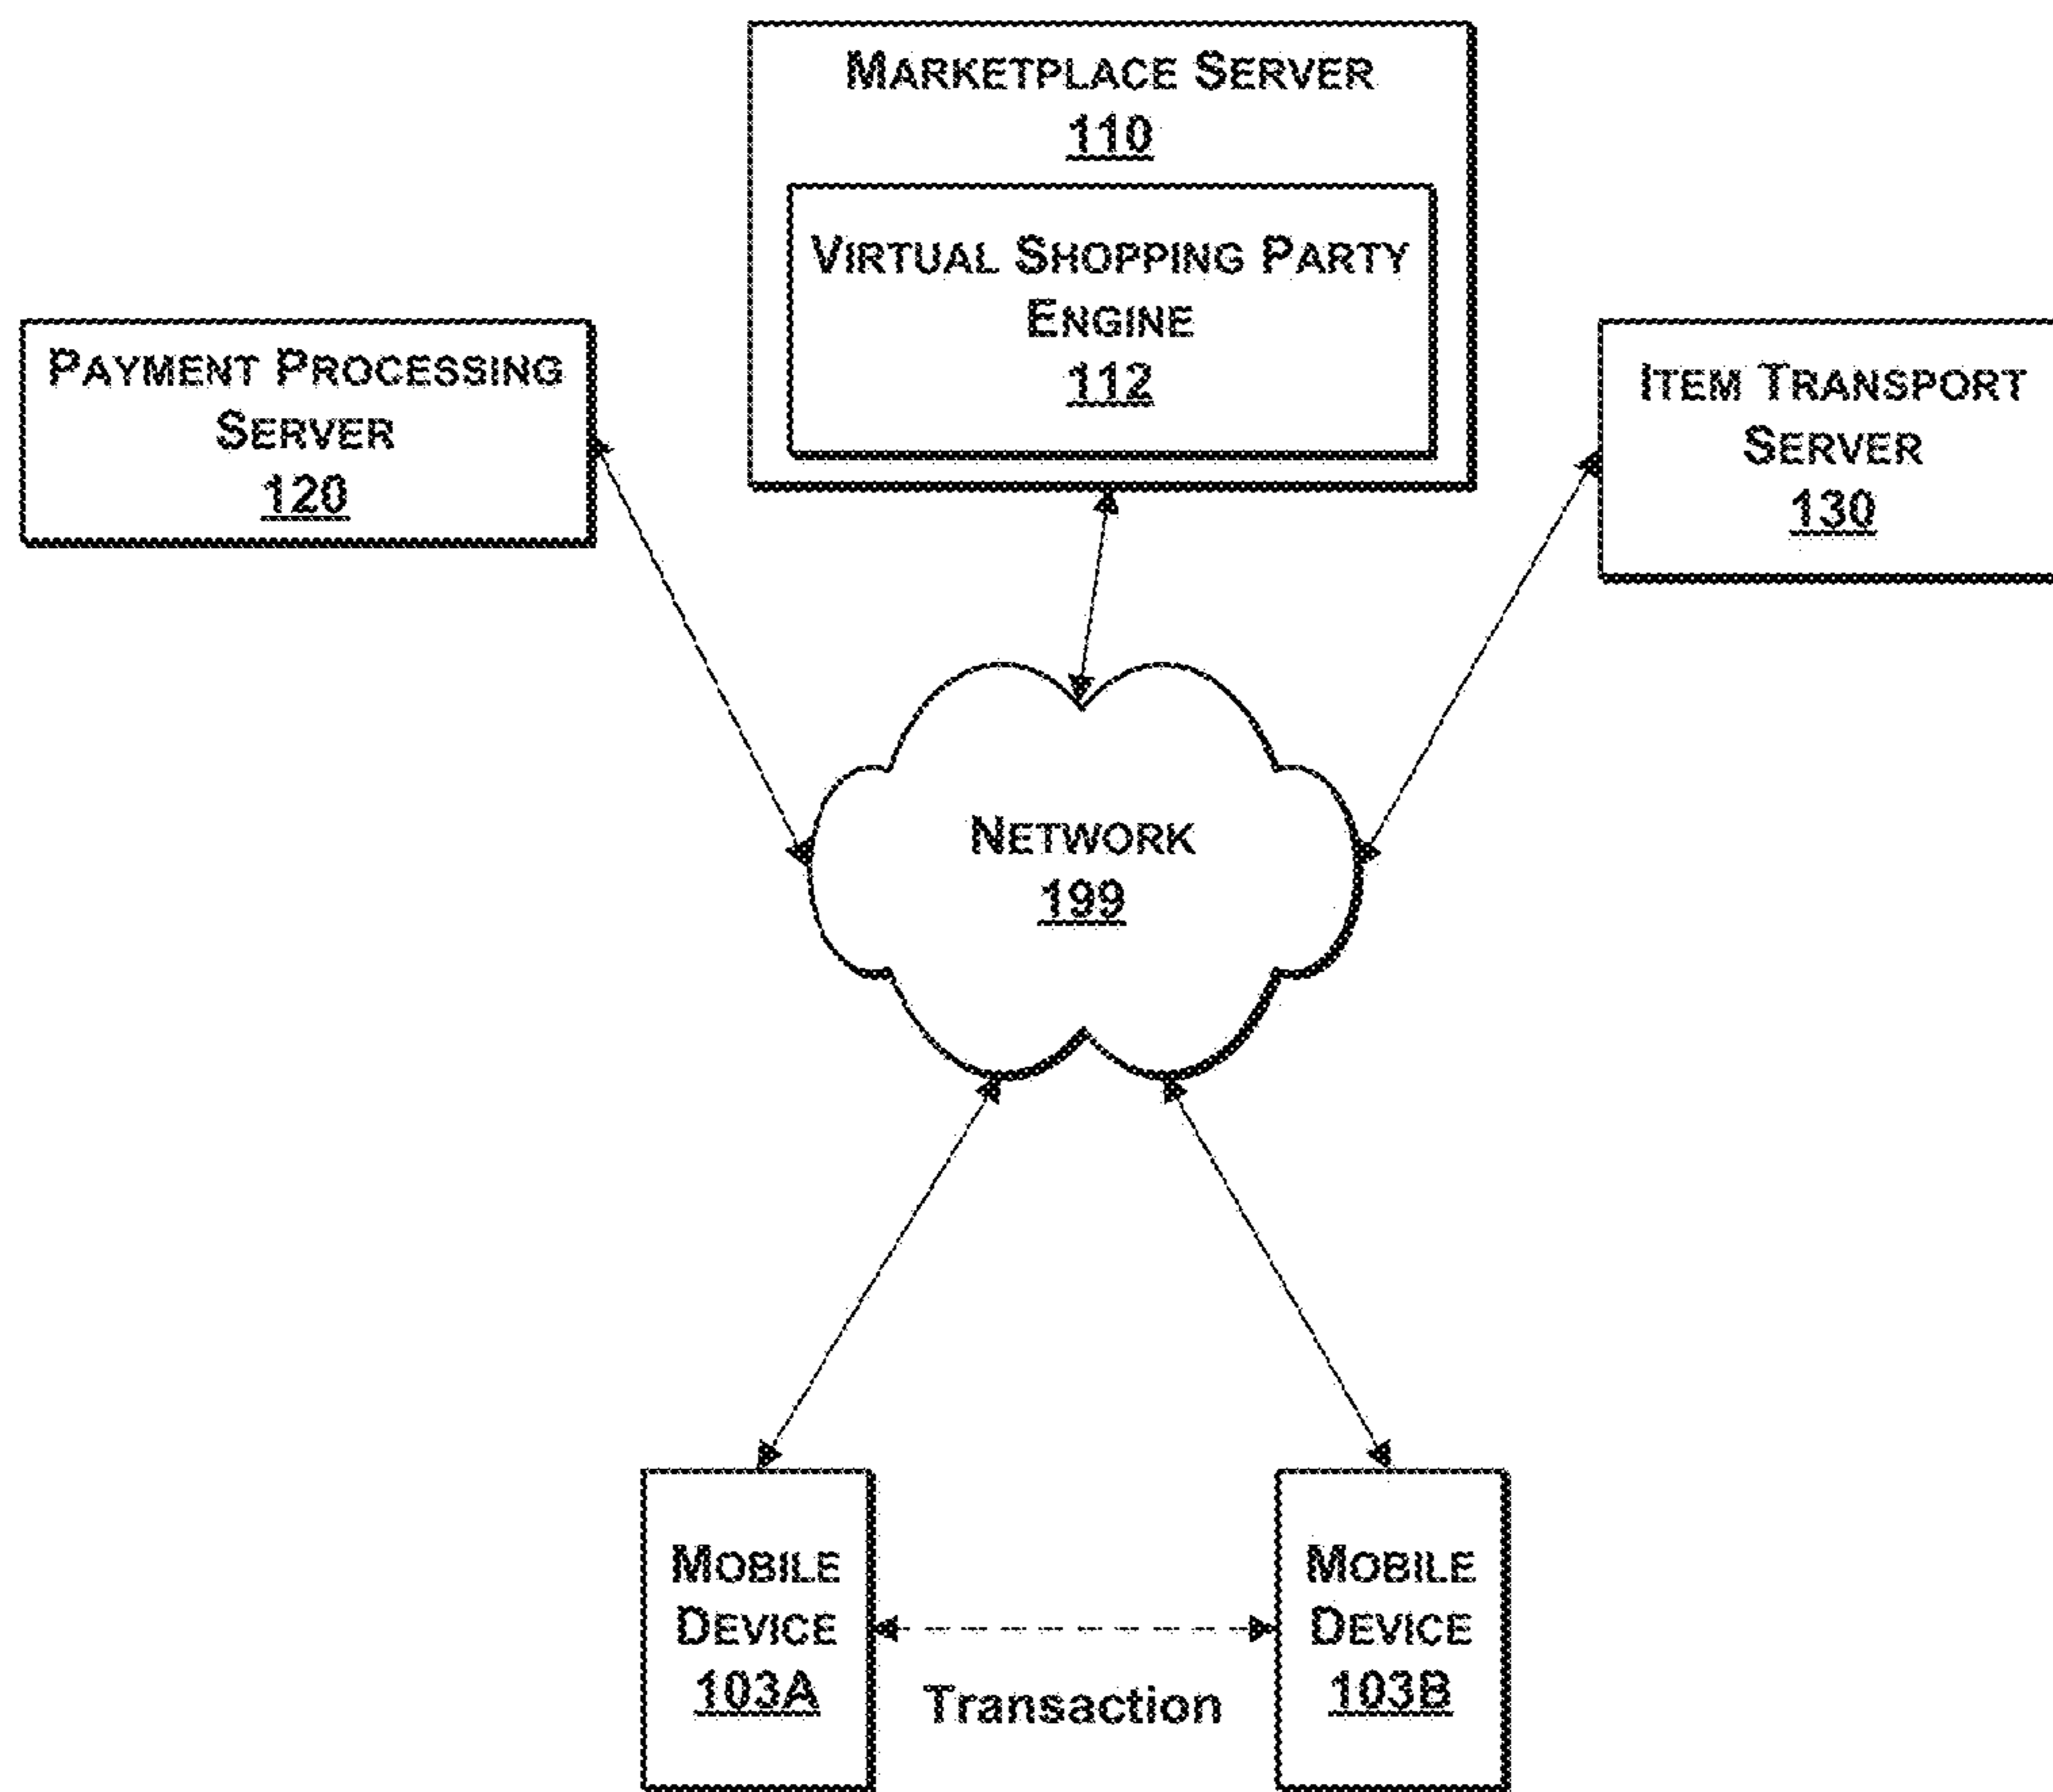 MARKETPLACE SERVER
110
VIRTUAL SHOPPING PARTY
ENGINE
112
PAYMENT PROCESSING
SERVER
120
ITEM TRANSPORT
SERVER
130
NETWORK
199
MOBILE
DEVICE
103A
Transaction
MOBILE
DEVICE
103B